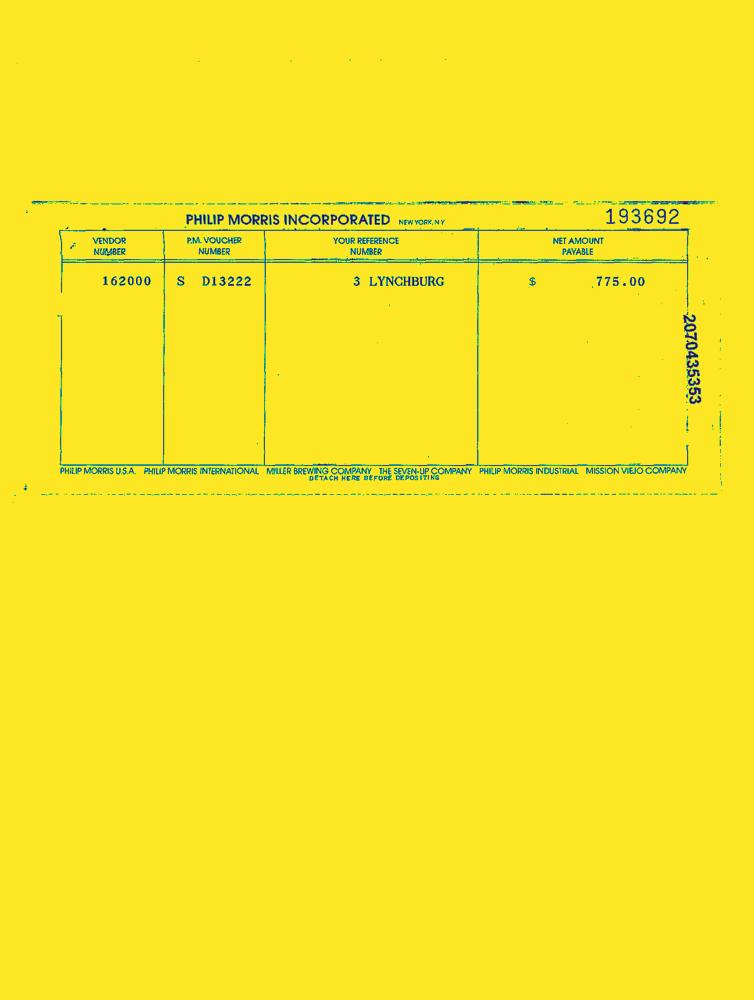 PHILIP MORRIS INCORPORATED NEW YORK, N Y 193692
VENDOR NUMBER P.M. VOUCHER NUMBER YOUR REFERENCE NUMBER NET AMOUNT PAYABLE
162000 S D13222 3 LYNCHBURG $ 775.00
2070435353
PHILIP MORRIS U.S.A. PHILIP MORRIS INTERNATIONAL MILLER BREWING COMPANY THE SEVEN-UP COMPANY PHILIP MORRIS INDUSTRIAL MISSION VIEJO COMPANY
DETACH HERE BEFORE DEPOSITING